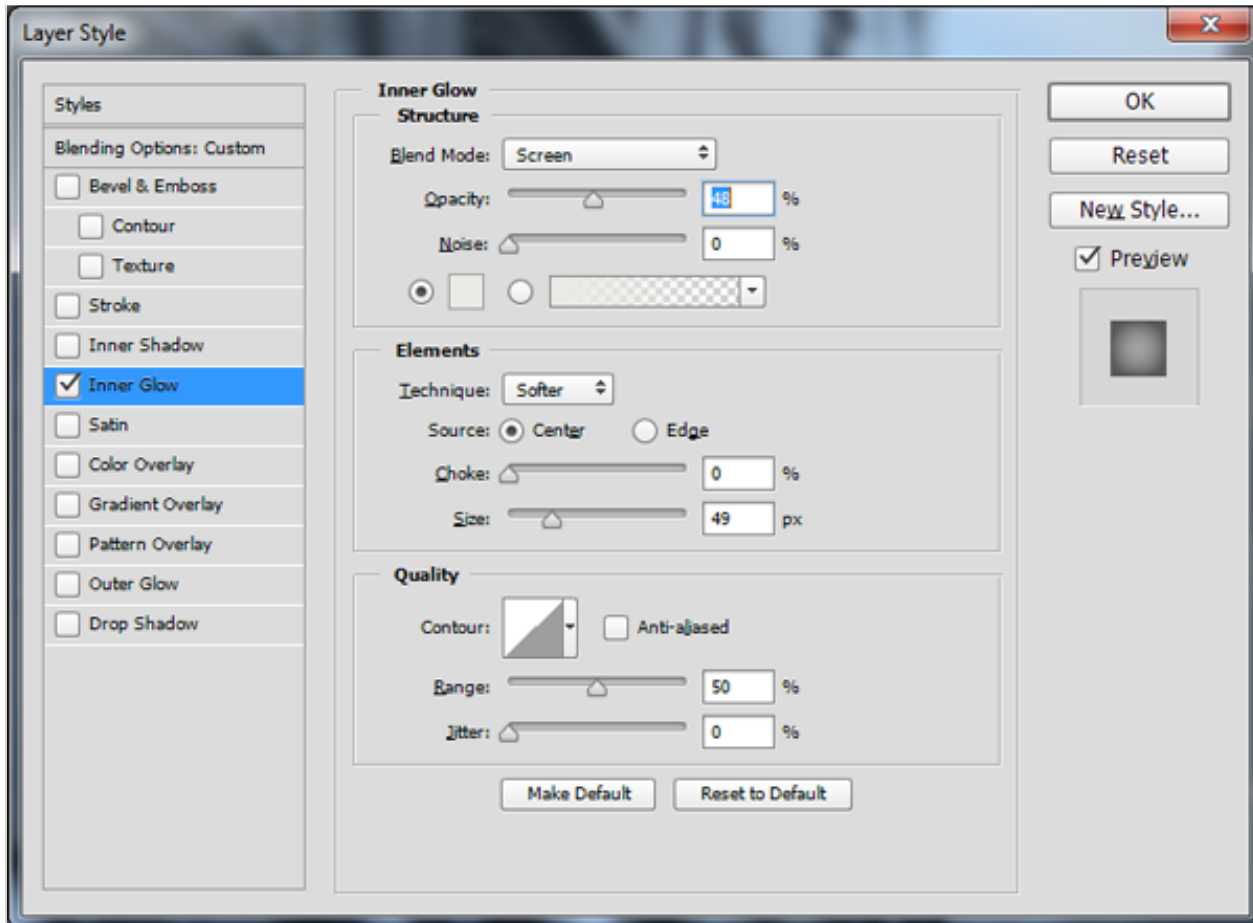 Layer Style
Styles
Blending Options: Custom
Bevel & Emboss
Contour
Texture
Stroke
Inner Shadow
Inner Glow
Satin
Color Overlay
Gradient Overlay
Pattern Overlay
Outer Glow
Drop Shadow
Inner Glow
Structure
Blend Mode: Screen
Opacity: 48 %
Noise: 0 %
Elements
Technique: Softer
Source: Center Edge
Choke: 0 %
Size: 49 px
Quality
Contour: Anti-aliased
Range: 50 %
Jitter: 0 %
Make Default Reset to Default
OK
Reset
New Style...
Preview